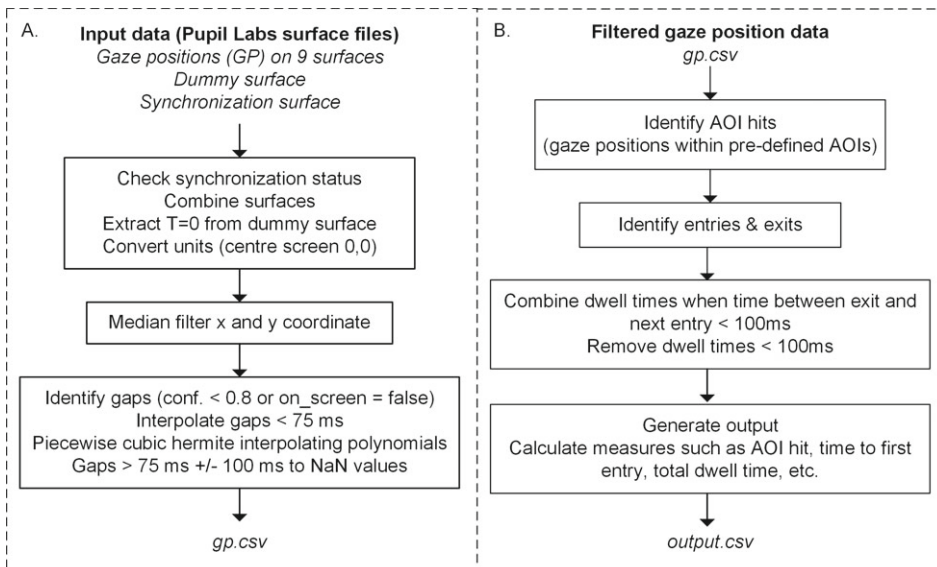 A.
Input data (Pupil Labs surface files)
Gaze positions (GP) on 9 surfaces
Dummy surface
Synchronization surface
Check synchronization status
Combine surfaces
Extract T=0 from dummy surface
Convert units (centre screen 0,0)
Median filter x and y coordinate
Identify gaps (conf. < 0.8 or on_screen = false)
Interpolate gaps < 75 ms
Piecewise cubic hermite interpolating polynomials
Gaps > 75 ms +/- 100 ms to NaN values
gp.csv
B.
Filtered gaze position data
gp.csv
Identify AOI hits
(gaze positions within pre-defined AOIs)
Identify entries & exits
Combine dwell times when time between exit and
next entry < 100ms
Remove dwell times < 100ms
Generate output
Calculate measures such as AOI hit, time to first
entry, total dwell time, etc.
output.csv